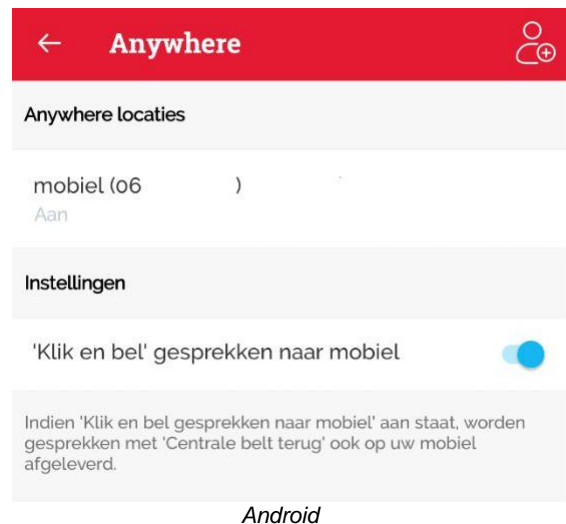 Anywhere
Anywhere locaties
mobiel (06 )
Aan
Instellingen
'Klik en bel' gesprekken naar mobiel
Indien 'Klik en bel gesprekken naar mobiel' aan staat, worden
gesprekken met 'Centrale belt terug' ook op uw mobiel
afgeleverd.
Android